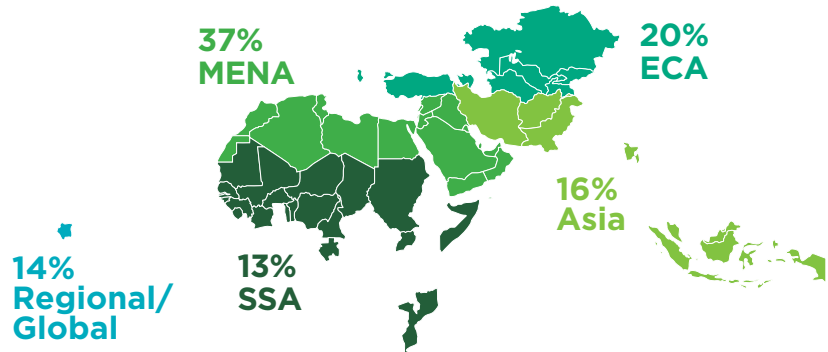 37%
MENA
20%
ECA
16%
Asia
14%
Regional/
Global
13%
SSA